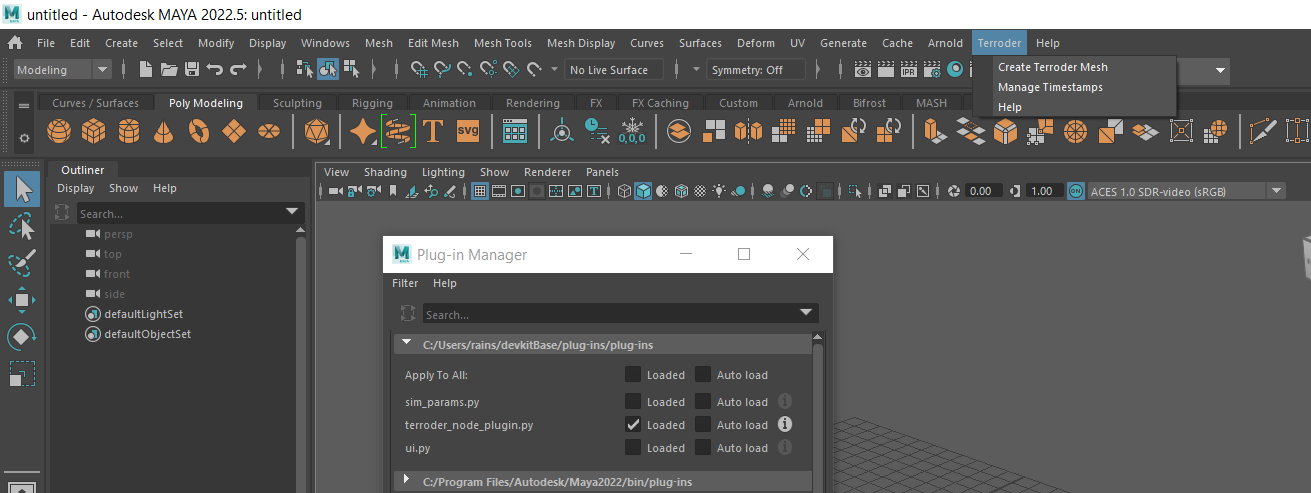 untitled - Autodesk MAYA 2022.5: untitled
File Edit Create Select Modify Display Windows Mesh Edit Mesh Mesh Tools Mesh Display Curves Surfaces Deform UV Generate Cache Arnold Terroder Help
Modeling No Live Surface Symmetry: Off IPR
Create Terroder Mesh
Manage Timestamps
Help
Curves / Surfaces Poly Modeling Sculpting Rigging Animation Rendering FX FX Caching Custom Arnold Bifrost MASH
T SVG 0,0,0
Outliner
Display Show Help
Search...
persp
top
front
side
defaultLightSet
defaultObjectSet
View Shading Lighting Show Renderer Panels
0.00 1.00 ON ACES 1.0 SDR-video (sRGB)
M Plug-in Manager
Filter Help
Search...
C:/Users/rains/devkitBase/plug-ins/plug-ins
Apply To All: Loaded Auto load
sim_params.py Loaded Auto load
terroder_node_plugin.py Loaded Auto load
ui.py Loaded Auto load
C:/Program Files/Autodesk/Maya2022/bin/plug-ins